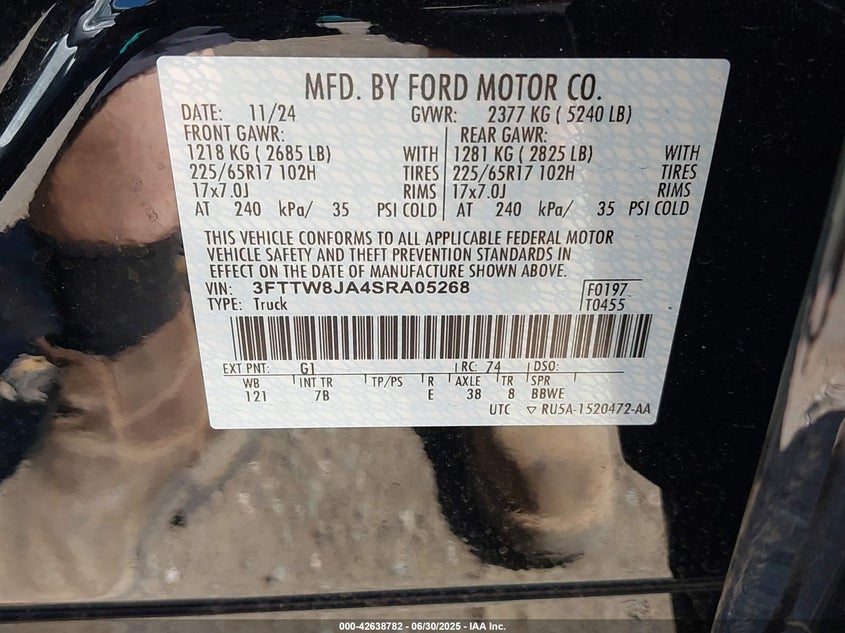 MFD. BY FORD MOTOR CO.
DATE: 11/24 GVWR: 2377 KG ( 5240 LB)
FRONT GAWR: REAR GAWR:
1218 KG ( 2685 LB) WITH 1281 KG ( 2825 LB) WITH
225/65R17 102H TIRES 225/65R17 102H TIRES
17x7.0J RIMS 17x7.0J RIMS
AT 240 kPa/ 35 PSI COLD AT 240 kPa/ 35 PSI COLD
THIS VEHICLE CONFORMS TO ALL APPLICABLE FEDERAL MOTOR
VEHICLE SAFETY AND THEFT PREVENTION STANDARDS IN
EFFECT ON THE DATE OF MANUFACTURE SHOWN ABOVE.
VIN: 3FTTW8JA4SRA05268 F0197
TYPE: Truck T0455
EXT PNT: G1 RC: 74 DSO:
WB INT TR TP/PS R AXLE TR SPR
121 7B E 38 8 BBWE
UTC ▽ RU5A-1520472-AA
000-42638782 - 06/30/2025 - IAA Inc.